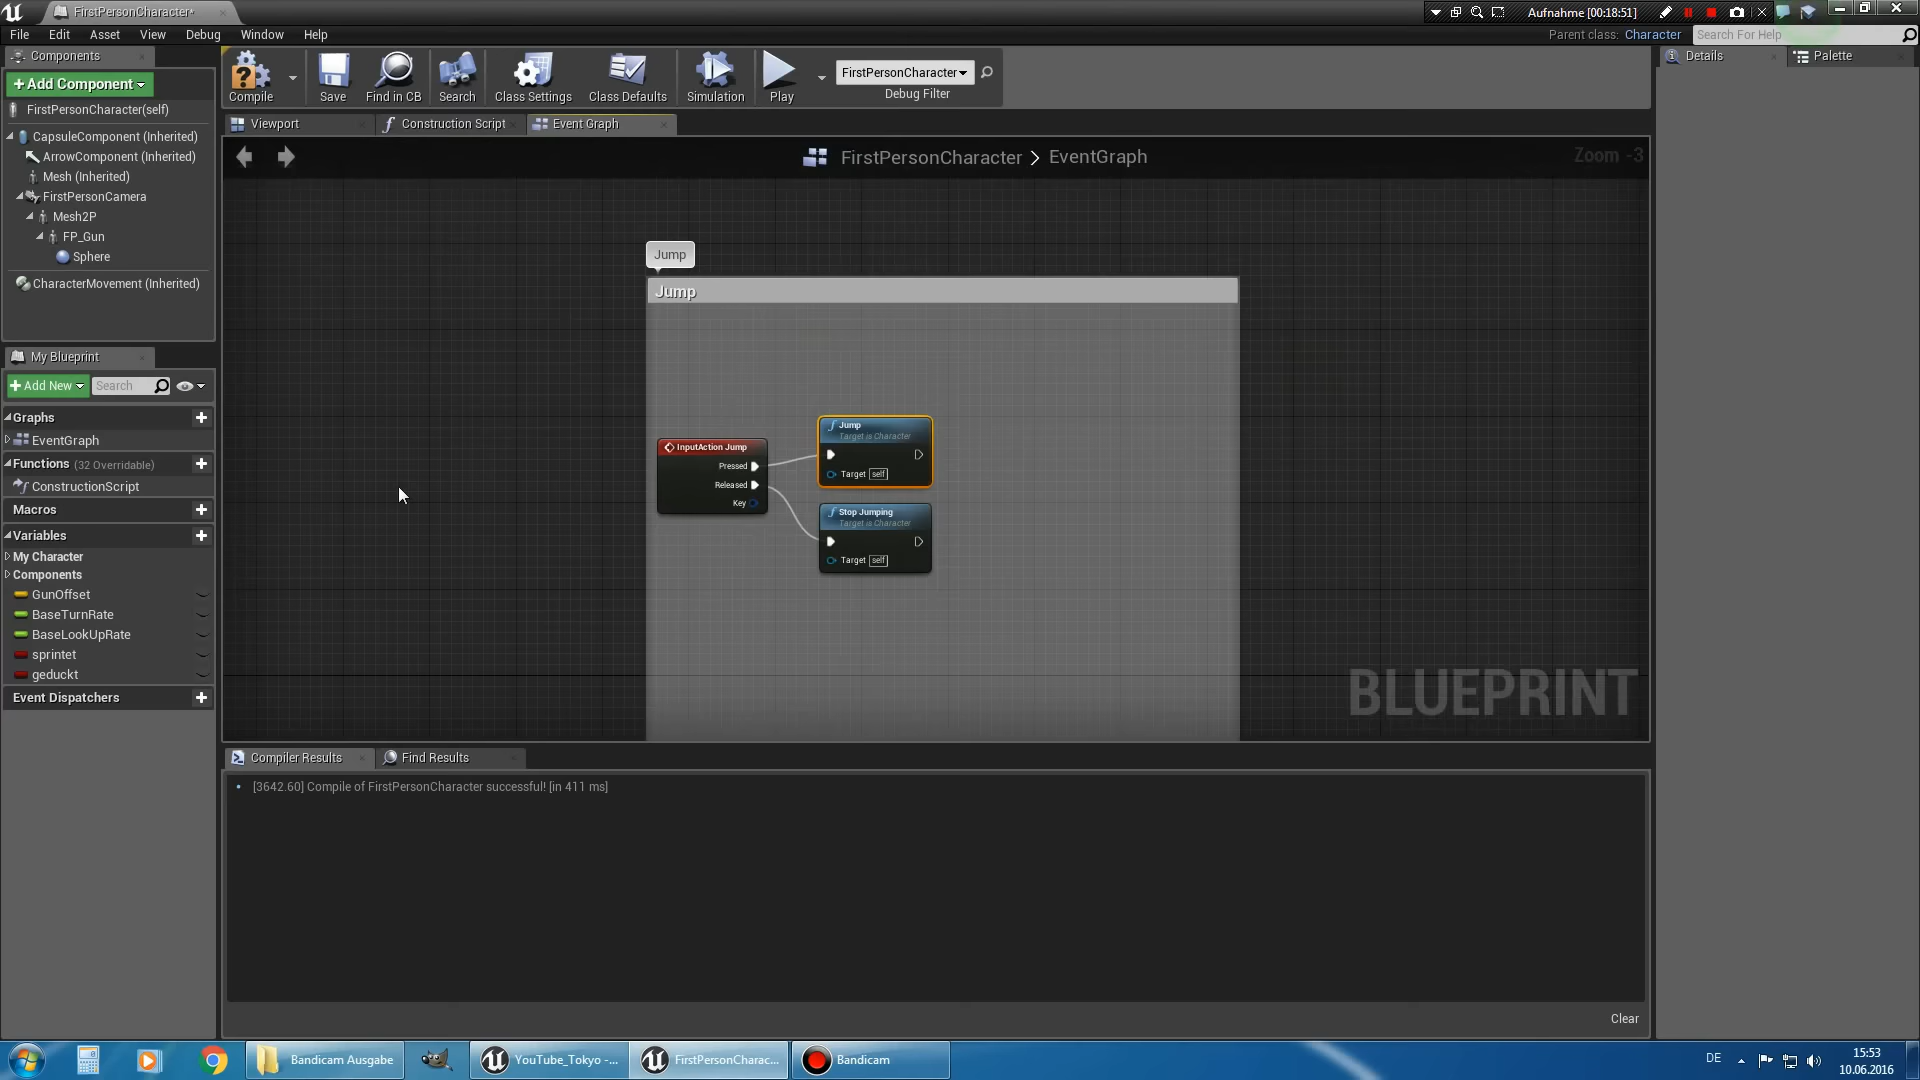 FirstPersonCharacter*
Aufnahme [00:18:51]
File Edit Asset View Debug Window Help
Parent class: Character
Search For Help
Components
+ Add Component
FirstPersonCharacter(self)
CapsuleComponent (Inherited)
ArrowComponent (Inherited)
Mesh (Inherited)
FirstPersonCamera
Mesh2P
FP_Gun
Sphere
CharacterMovement (Inherited)
My Blueprint
+ Add New
Search
Graphs
EventGraph
Functions (32 Overridable)
ConstructionScript
Macros
Variables
My Character
Components
GunOffset
BaseTurnRate
BaseLookUpRate
sprintet
geduckt
Event Dispatchers
Compile
Save
Find in CB
Search
Class Settings
Class Defaults
Simulation
Play
FirstPersonCharacter
Debug Filter
Viewport
Construction Script
Event Graph
FirstPersonCharacter > EventGraph
Zoom -3
Jump
Jump
InputAction Jump
Pressed
Released
Key
Jump
Target is Character
Target self
Stop Jumping
Target is Character
Target self
BLUEPRINT
Compiler Results
Find Results
[3642.60] Compile of FirstPersonCharacter successful! [in 411 ms]
Clear
Details
Palette
Bandicam Ausgabe
YouTube_Tokyo -...
FirstPersonCharac...
Bandicam
DE
15:53
10.06.2016